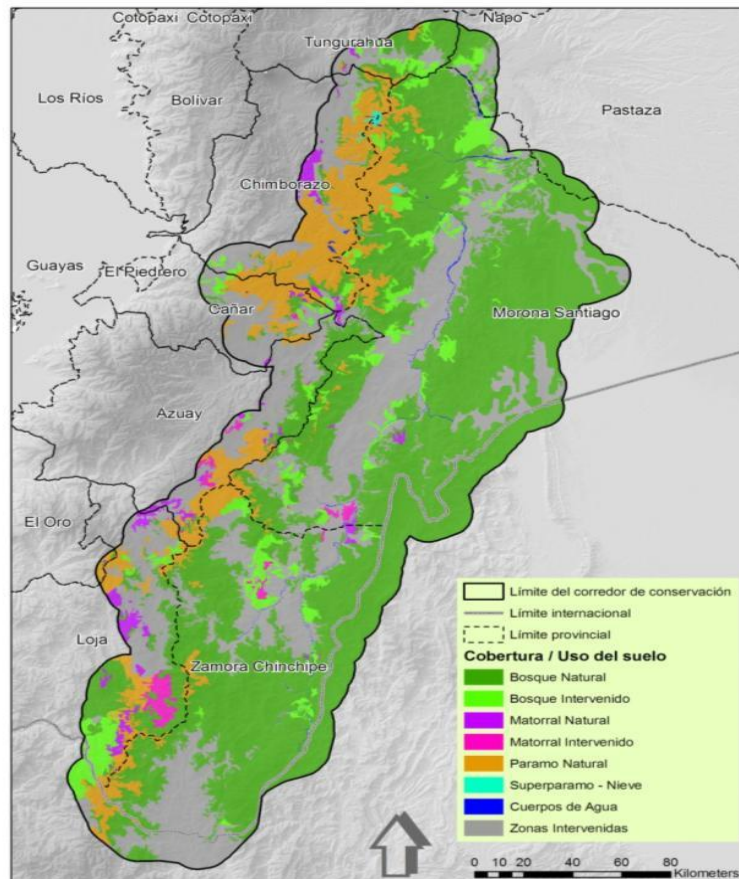 Cotopaxi Cotopaxi
Napo
Tungurahua
Los Ríos
Bolívar
Pastaza
Chimborazo
Guayas
El Piedrero
Cañar
Morona Santiago
Azuay
El Oro
Loja
Zamora Chinchipe
Límite del corredor de conservación
Límite internacional
Límite provincial
Cobertura / Uso del suelo
Bosque Natural
Bosque Intervenido
Matorral Natural
Matorral Intervenido
Paramo Natural
Superparamo - Nieve
Cuerpos de Agua
Zonas Intervenidas
0 10 20 40 60 80
Kilometers